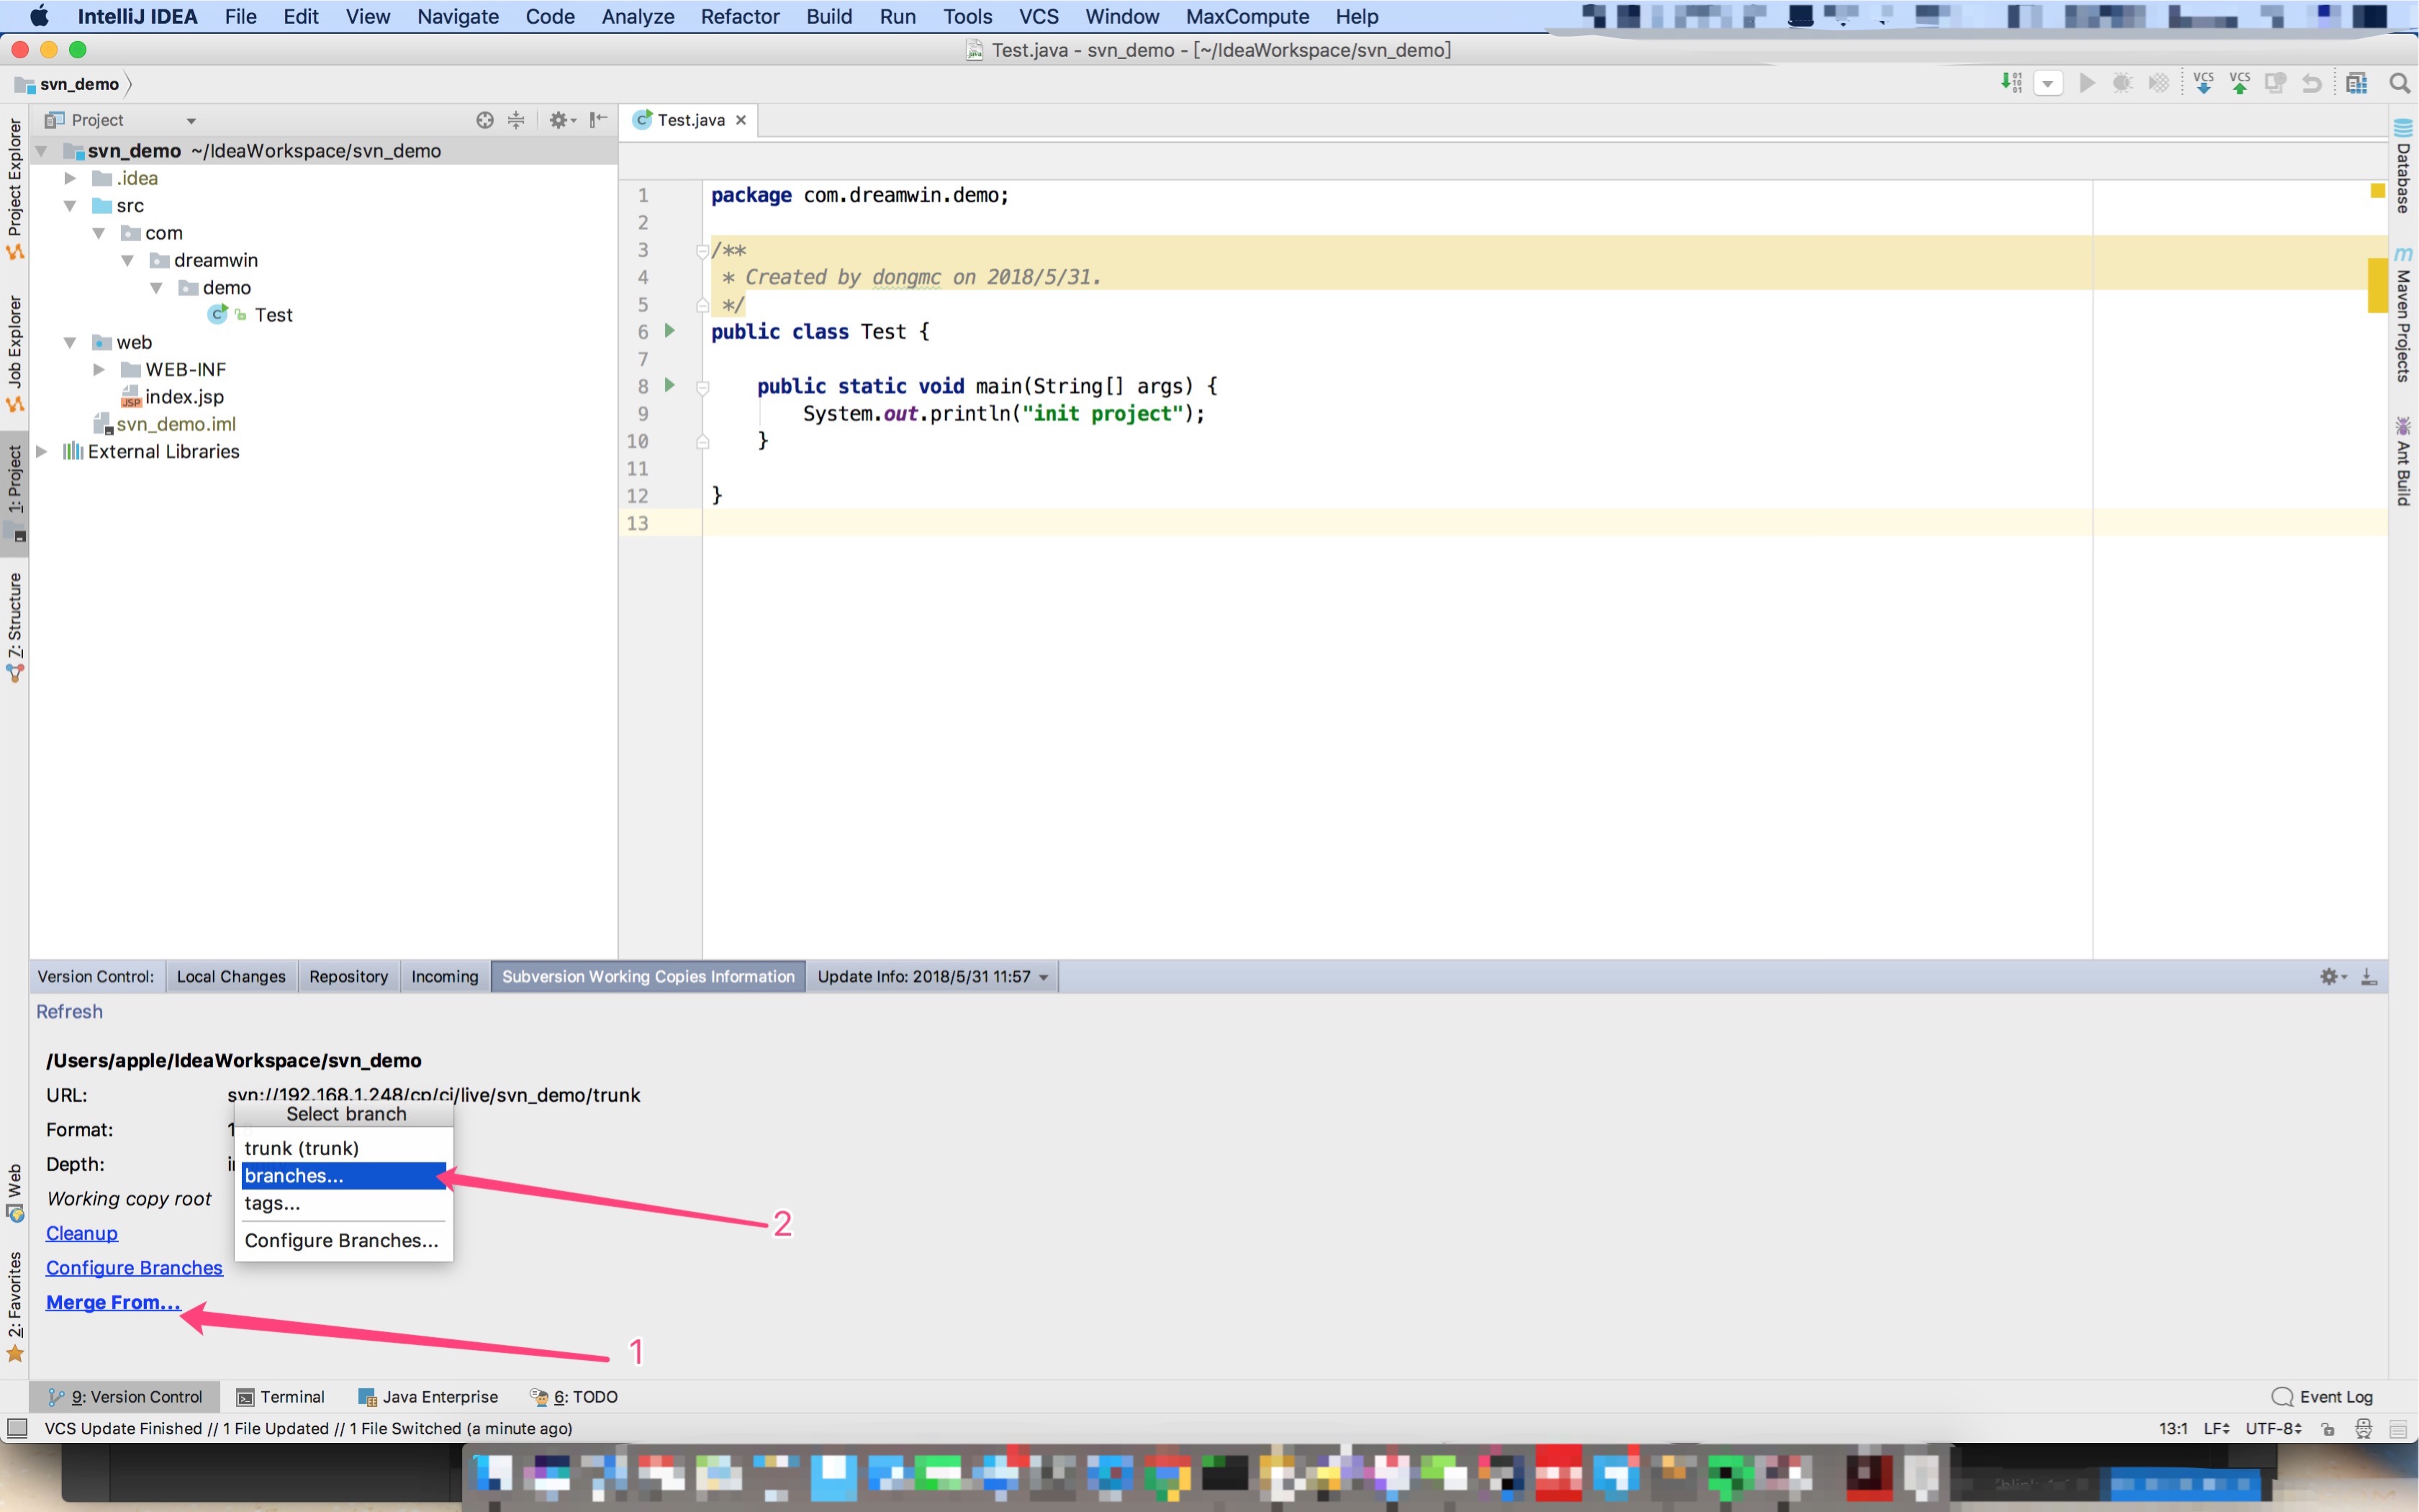 IntelliJ IDEA File Edit View Navigate Code Analyze Refactor Build Run Tools VCS Window MaxCompute Help
Test.java - svn_demo - [~/IdeaWorkspace/svn_demo]
svn_demo
VCS VCS
Project
Test.java
Project Explorer
Job Explorer
1: Project
7: Structure
Web
2: Favorites
svn_demo ~/IdeaWorkspace/svn_demo
.idea
src
com
dreamwin
demo
Test
web
WEB-INF
index.jsp
svn_demo.iml
External Libraries
1 package com.dreamwin.demo;
2
3 /**
4 * Created by dongmc on 2018/5/31.
5 */
6 public class Test {
7
8 public static void main(String[] args) {
9 System.out.println("init project");
10 }
11
12 }
13
Database
Maven Projects
Ant Build
Version Control: Local Changes Repository Incoming Subversion Working Copies Information Update Info: 2018/5/31 11:57
Refresh
/Users/apple/IdeaWorkspace/svn_demo
URL: svn://192.168.1.248/cp/ci/live/svn_demo/trunk
Select branch
Format: 1
trunk (trunk)
Depth:
branches...
Working copy root
tags...
2
Cleanup
Configure Branches...
Configure Branches
Merge From...
1
9: Version Control Terminal Java Enterprise 6: TODO Event Log
VCS Update Finished // 1 File Updated // 1 File Switched (a minute ago) 13:1 LF UTF-8